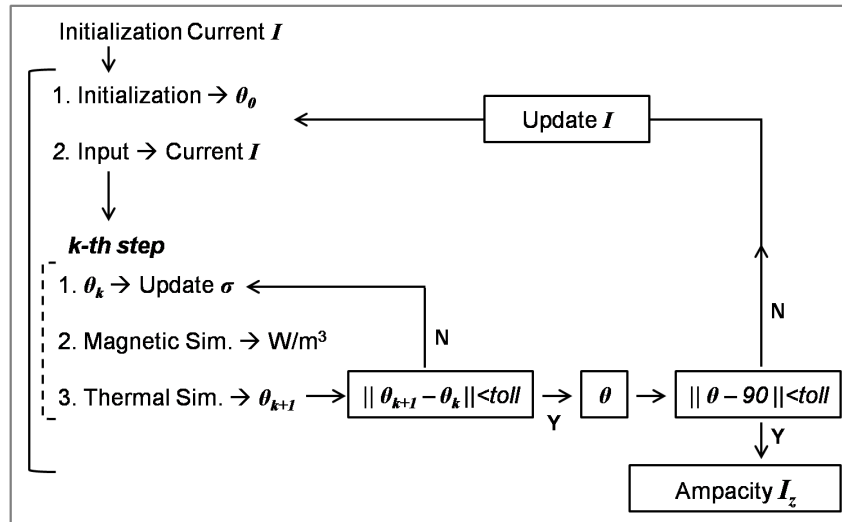 Initialization Current I
1. Initialization → θ₀
Update I
2. Input → Current I
k-th step
1. θₖ → Update σ
N
N
2. Magnetic Sim. → W/m³
3. Thermal Sim. → θₖ₊₁
|| θₖ₊₁ – θₖ ||<toll
θ
|| θ – 90 ||<toll
Y
Y
Ampacity I_z